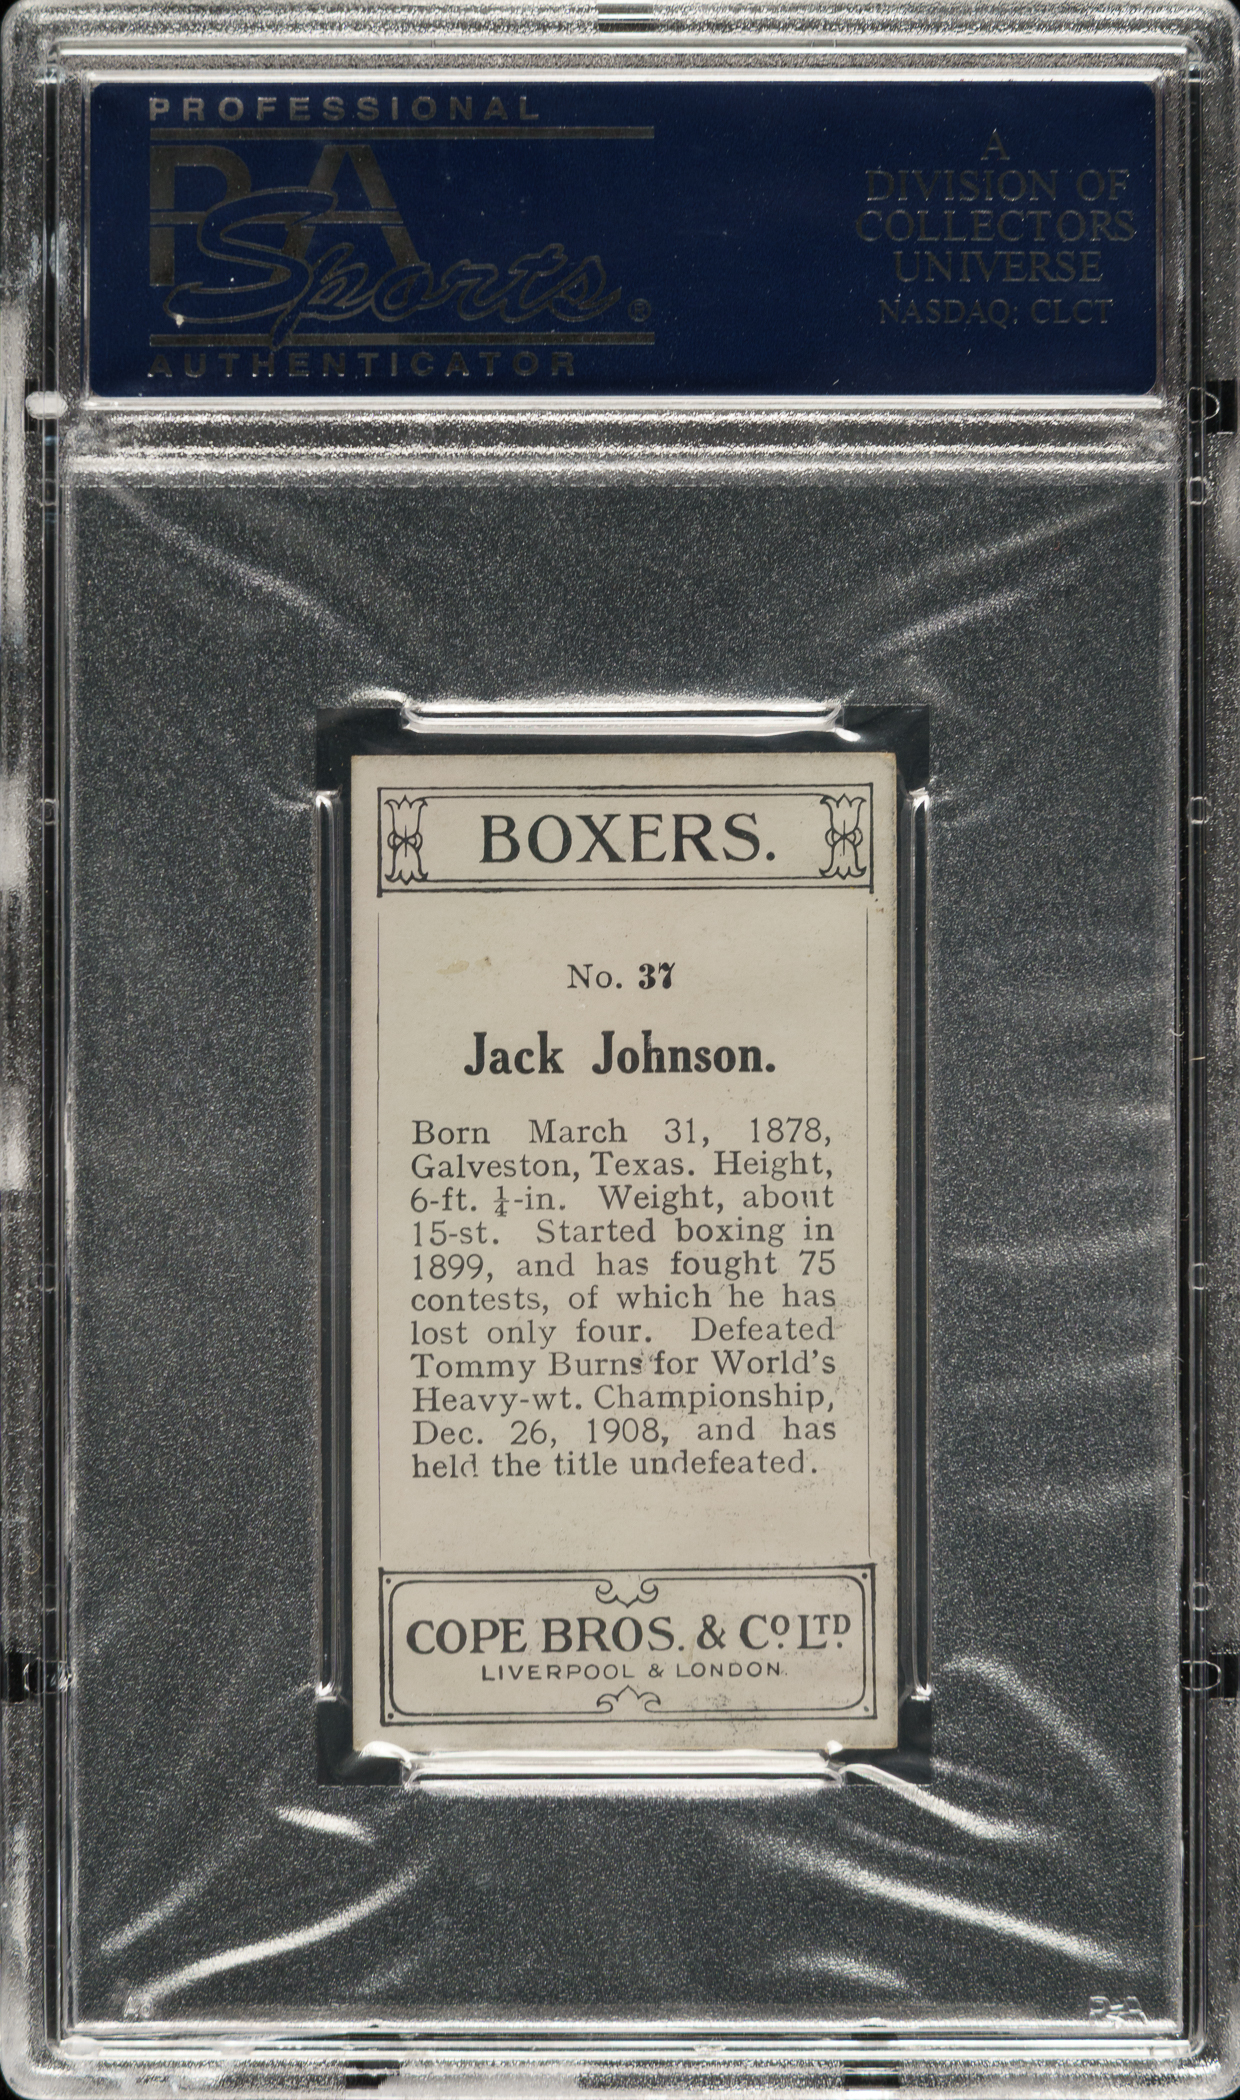 PROFESSIONAL
PSA
Sports®
AUTHENTICATOR
A
DIVISION OF
COLLECTORS
UNIVERSE
NASDAQ: CLCT
BOXERS.
No. 37
Jack Johnson.
Born March 31, 1878,
Galveston, Texas. Height,
6-ft. ¼-in. Weight, about
15-st. Started boxing in
1899, and has fought 75
contests, of which he has
lost only four. Defeated
Tommy Burns for World's
Heavy-wt. Championship,
Dec. 26, 1908, and has
held the title undefeated.
COPE BROS. & Co. LTD.
LIVERPOOL & LONDON.
PSA